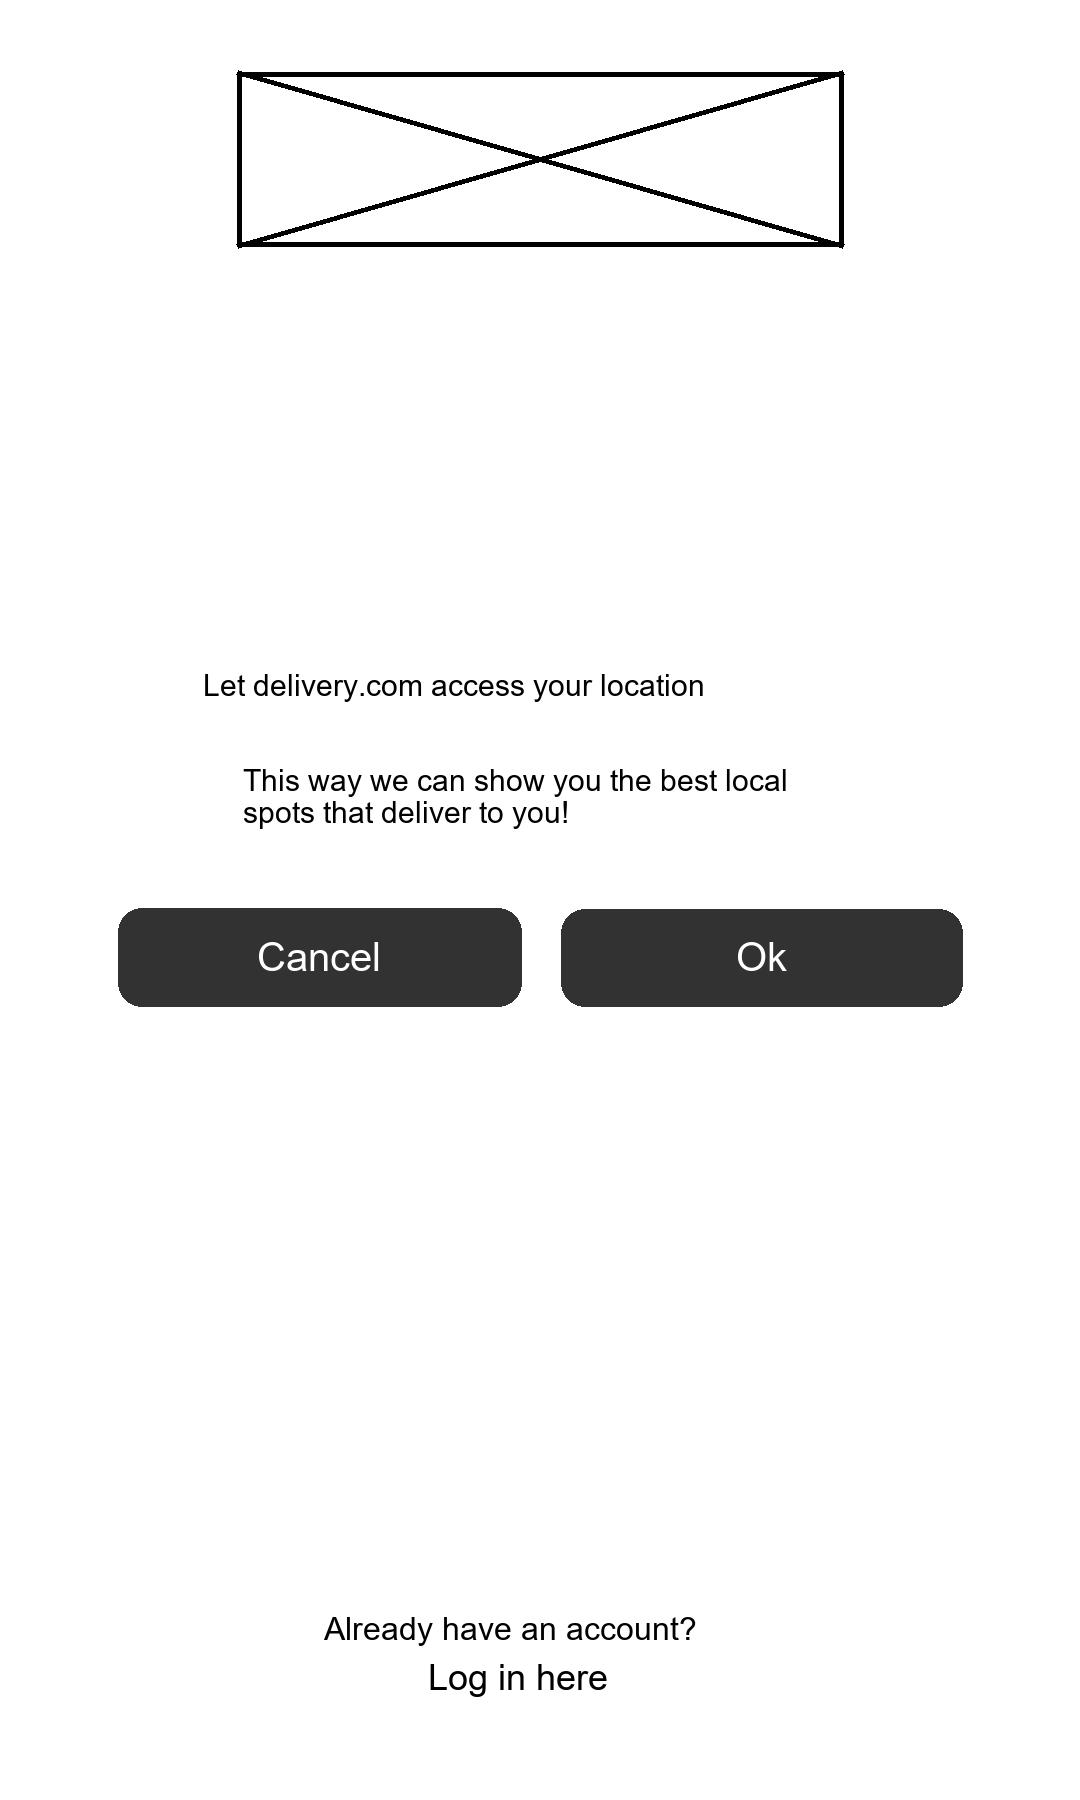 Let delivery.com access your location
This way we can show you the best local
spots that deliver to you!
Cancel
Ok
Already have an account?
Log in here